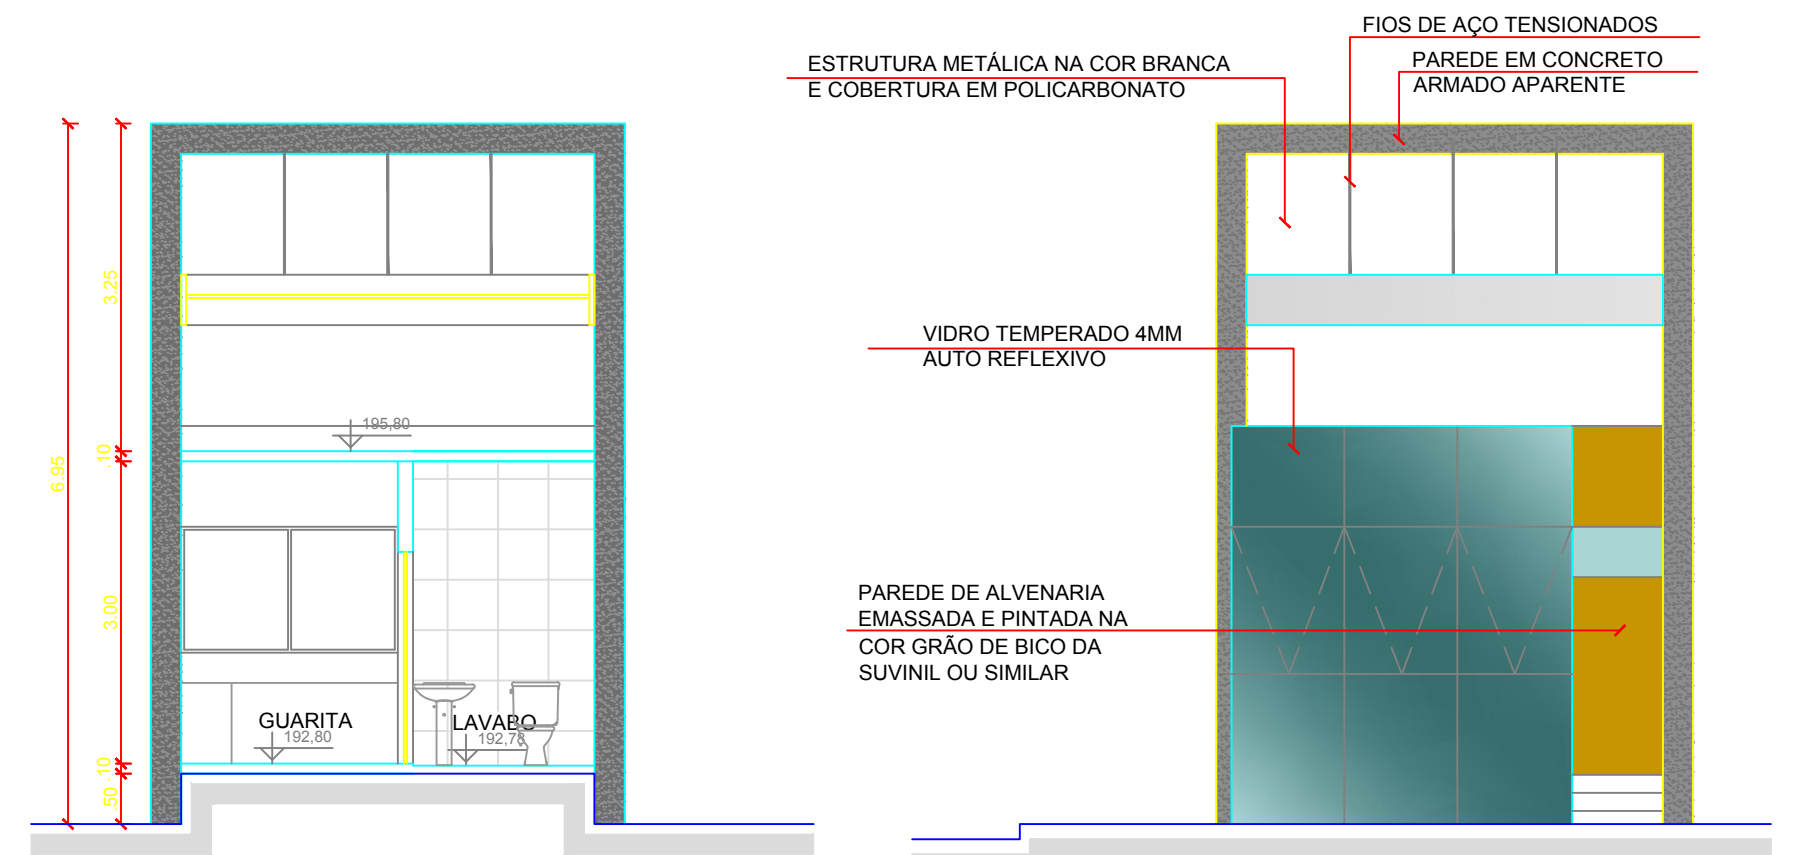 FIOS DE AÇO TENSIONADOS
PAREDE EM CONCRETO
ARMADO APARENTE
ESTRUTURA METÁLICA NA COR BRANCA
E COBERTURA EM POLICARBONATO
VIDRO TEMPERADO 4MM
AUTO REFLEXIVO
PAREDE DE ALVENARIA
EMASSADA E PINTADA NA
COR GRÃO DE BICO DA
SUVINIL OU SIMILAR
6.95
3.25
.10
3.00
.10
.50
195,80
GUARITA
192,80
LAVABO
192,78